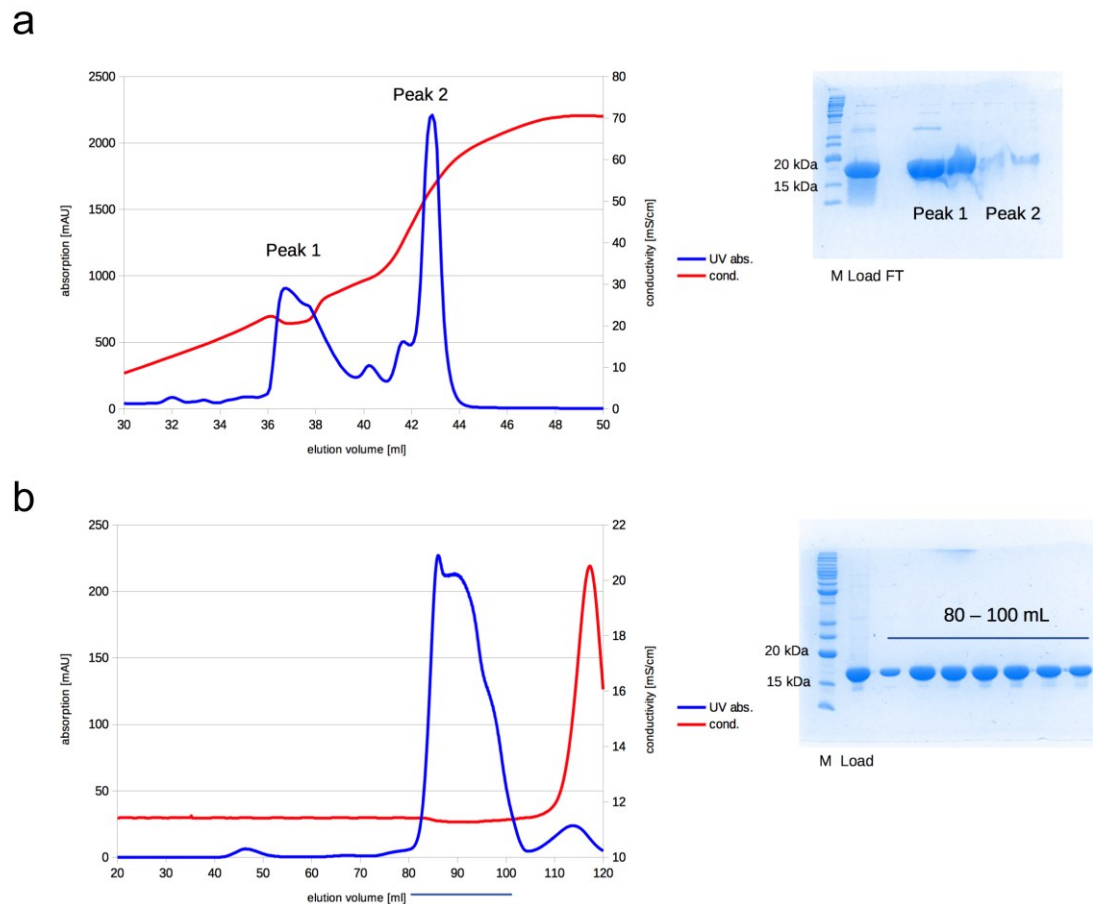 a
2500
2000
1500
1000
500
0
absorption [mAU]
Peak 1
Peak 2
80
70
60
50
40
30
20
10
0
conductivity [mS/cm]
30 32 34 36 38 40 42 44 46 48 50
elution volume [ml]
UV abs.
cond.
20 kDa
15 kDa
Peak 1 Peak 2
M Load FT
b
250
200
150
100
50
0
absorption [mAU]
22
20
18
16
14
12
10
conductivity [mS/cm]
20 30 40 50 60 70 80 90 100 110 120
elution volume [ml]
UV abs.
cond.
80 – 100 mL
20 kDa
15 kDa
M Load